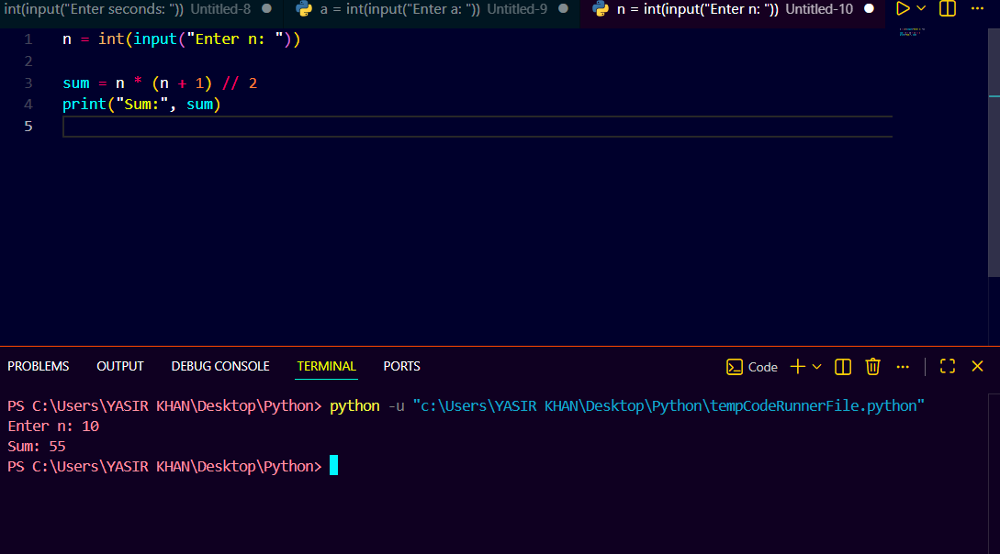 int(input("Enter seconds: ")) Untitled-8 a = int(input("Enter a: ")) Untitled-9 n = int(input("Enter n: ")) Untitled-10
1 n = int(input("Enter n: "))
2
3 sum = n * (n + 1) // 2
4 print("Sum:", sum)
5
PROBLEMS OUTPUT DEBUG CONSOLE TERMINAL PORTS Code
PS C:\Users\YASIR KHAN\Desktop\Python> python -u "c:\Users\YASIR KHAN\Desktop\Python\tempCodeRunnerFile.python"
Enter n: 10
Sum: 55
PS C:\Users\YASIR KHAN\Desktop\Python>